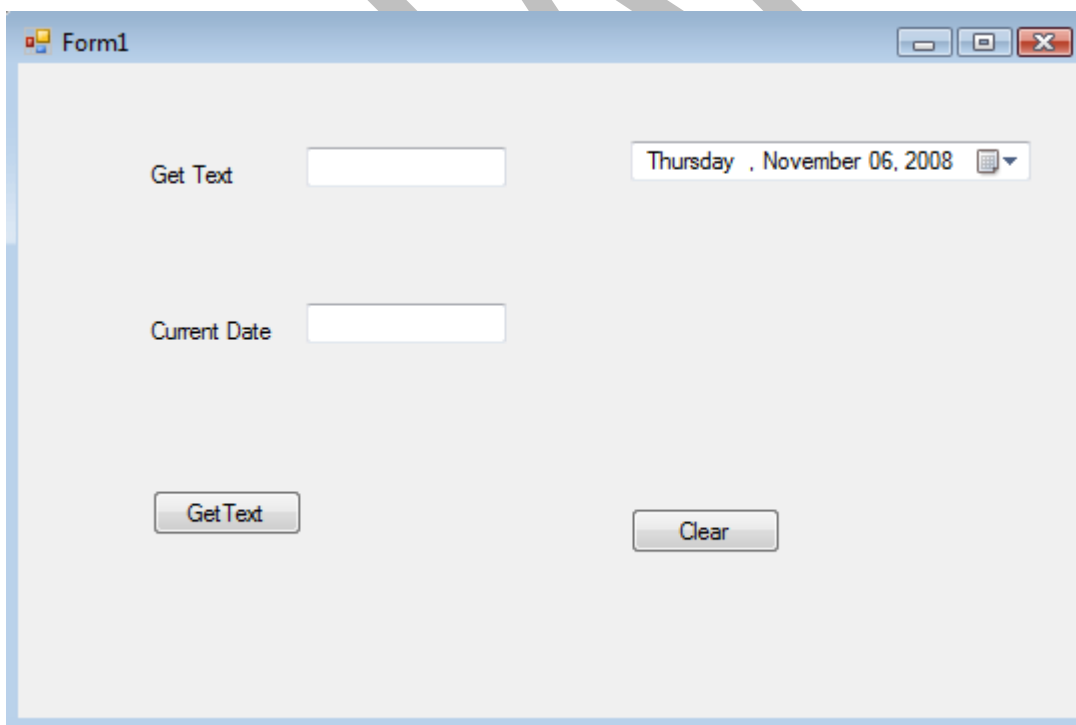 Form1
Get Text
Thursday , November 06, 2008
Current Date
GetText
Clear